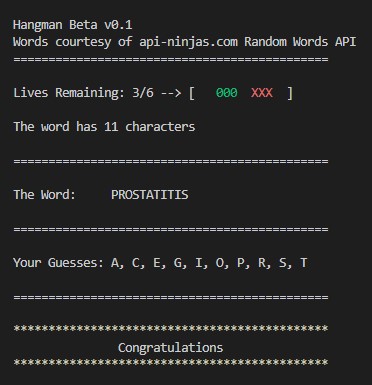 Hangman Beta v0.1
Words courtesy of api-ninjas.com Random Words API
=============================================
Lives Remaining: 3/6 --> [   000  XXX  ]
The word has 11 characters
=============================================
The Word:     PROSTATITIS
=============================================
Your Guesses: A, C, E, G, I, O, P, R, S, T
=============================================
*********************************************
Congratulations
*********************************************